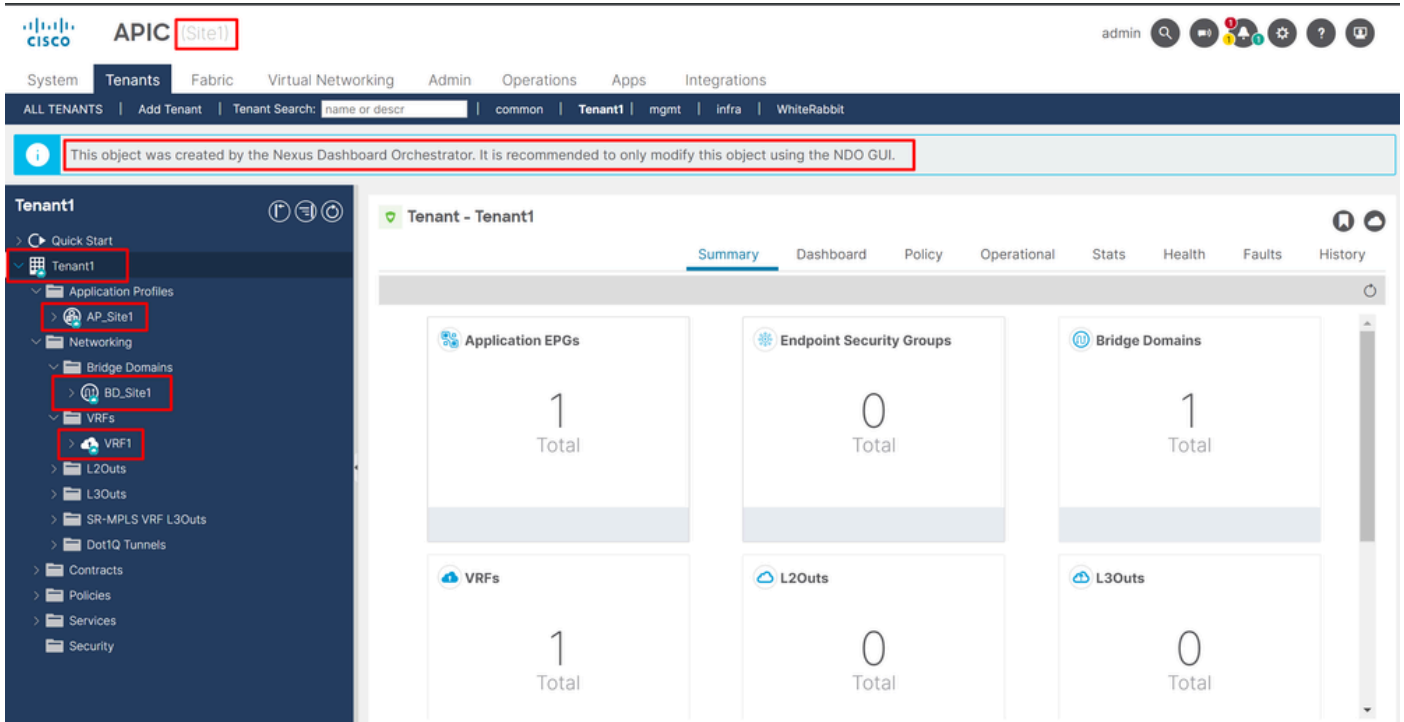 CISCO
APIC (Site1)
admin
1
1
1
System Tenants Fabric Virtual Networking Admin Operations Apps Integrations
ALL TENANTS | Add Tenant | Tenant Search: name or descr | common | Tenant1 | mgmt | infra | WhiteRabbit
This object was created by the Nexus Dashboard Orchestrator. It is recommended to only modify this object using the NDO GUI.
Tenant1
Quick Start
Tenant1
Application Profiles
AP_Site1
Networking
Bridge Domains
BD_Site1
VRFs
VRF1
L2Outs
L3Outs
SR-MPLS VRF L3Outs
Dot1Q Tunnels
Contracts
Policies
Services
Security
Tenant - Tenant1
Summary Dashboard Policy Operational Stats Health Faults History
Application EPGs
1
Total
Endpoint Security Groups
0
Total
Bridge Domains
1
Total
VRFs
1
Total
L2Outs
0
Total
L3Outs
0
Total